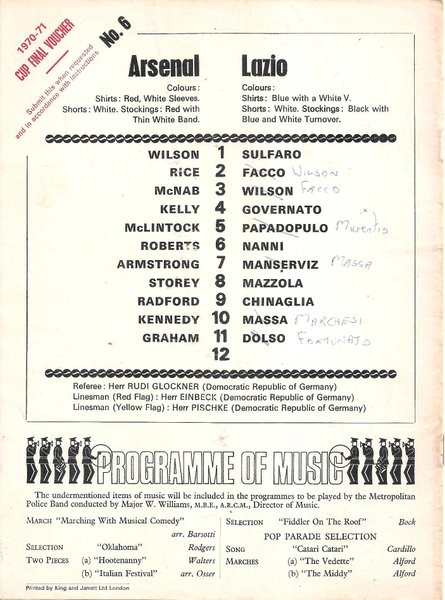 1970-71
CUP FINAL VOUCHER
Submit this when requested
and in accordance with instructions
No. 6
Arsenal Lazio
Colours : Colours :
Shirts : Red, White Sleeves. Shirts : Blue with a White V.
Shorts : White. Stockings : Red with Shorts : White. Stockings : Black with
Thin White Band. Blue and White Turnover.
WILSON 1 SULFARO
RICE 2 FACCO WILSON
McNAB 3 WILSON FACCO
KELLY 4 GOVERNATO
McLINTOCK 5 PAPADOPULO
ROBERTS 6 NANNI
ARMSTRONG 7 MANSERVIZ MASSA
STOREY 8 MAZZOLA
RADFORD 9 CHINAGLIA
KENNEDY 10 MASSA MARCHESI
GRAHAM 11 DOLSO FORTUNATO
12
Referee : Herr RUDI GLOCKNER (Democratic Republic of Germany)
Linesman (Red Flag) : Herr EINBECK (Democratic Republic of Germany)
Linesman (Yellow Flag) : Herr PISCHKE (Democratic Republic of Germany)
PROGRAMME OF MUSIC
The undermentioned items of music will be included in the programmes to be played by the Metropolitan
Police Band conducted by Major W. Williams, M.B.E., A.R.C.M., Director of Music.
MARCH "Marching With Musical Comedy"
arr. Barsotti
SELECTION "Oklahoma" Rodgers
TWO PIECES (a) "Hootenanny" Walters
(b) "Italian Festival" arr. Osser
SELECTION "Fiddler On The Roof" Bock
POP PARADE SELECTION
SONG "Catari Catari" Cardillo
MARCHES (a) "The Vedette" Alford
(b) "The Middy" Alford
Printed by King and Jarrett Ltd London